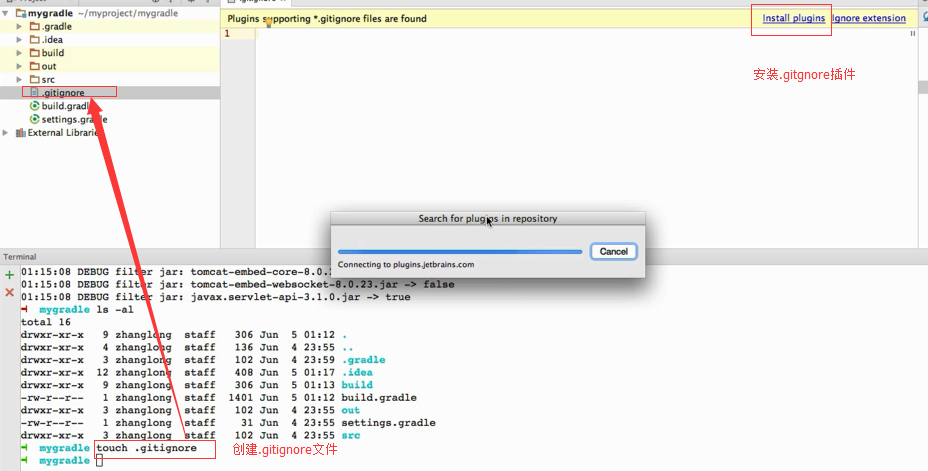 mygradle ~/myproject/mygradle
.gradle
.idea
build
out
src
.gitignore
build.gradle
settings.gradle
External Libraries
Plugins supporting *.gitignore files are found
Install plugins
Ignore extension
1
安装.gitgnore插件
Search for plugins in repository
Cancel
Connecting to plugins.jetbrains.com
Terminal
01:15:08 DEBUG filter jar: tomcat-embed-core-8.0.2
01:15:08 DEBUG filter jar: tomcat-embed-websocket-8.0.23.jar -> false
01:15:08 DEBUG filter jar: javax.servlet-api-3.1.0.jar -> true
mygradle ls -al
total 16
drwxr-xr-x 9 zhanglong staff 306 Jun 5 01:12 .
drwxr-xr-x 4 zhanglong staff 136 Jun 4 23:55 ..
drwxr-xr-x 3 zhanglong staff 102 Jun 4 23:59 .gradle
drwxr-xr-x 12 zhanglong staff 408 Jun 5 01:17 .idea
drwxr-xr-x 9 zhanglong staff 306 Jun 5 01:13 build
-rw-r--r-- 1 zhanglong staff 1401 Jun 5 01:12 build.gradle
drwxr-xr-x 3 zhanglong staff 102 Jun 4 23:55 out
-rw-r--r-- 1 zhanglong staff 31 Jun 4 23:55 settings.gradle
drwxr-xr-x 3 zhanglong staff 102 Jun 4 23:55 src
mygradle touch .gitignore
创建.gitignore文件
mygradle